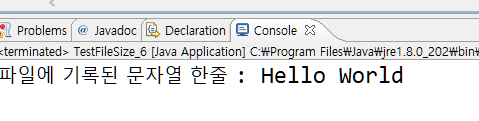 Problems @ Javadoc Declaration Console
<terminated> TestFileSize_6 [Java Application] C:₩Program Files₩Java₩jre1.8.0_202₩bin₩
파일에 기록된 문자열 한줄 : Hello World